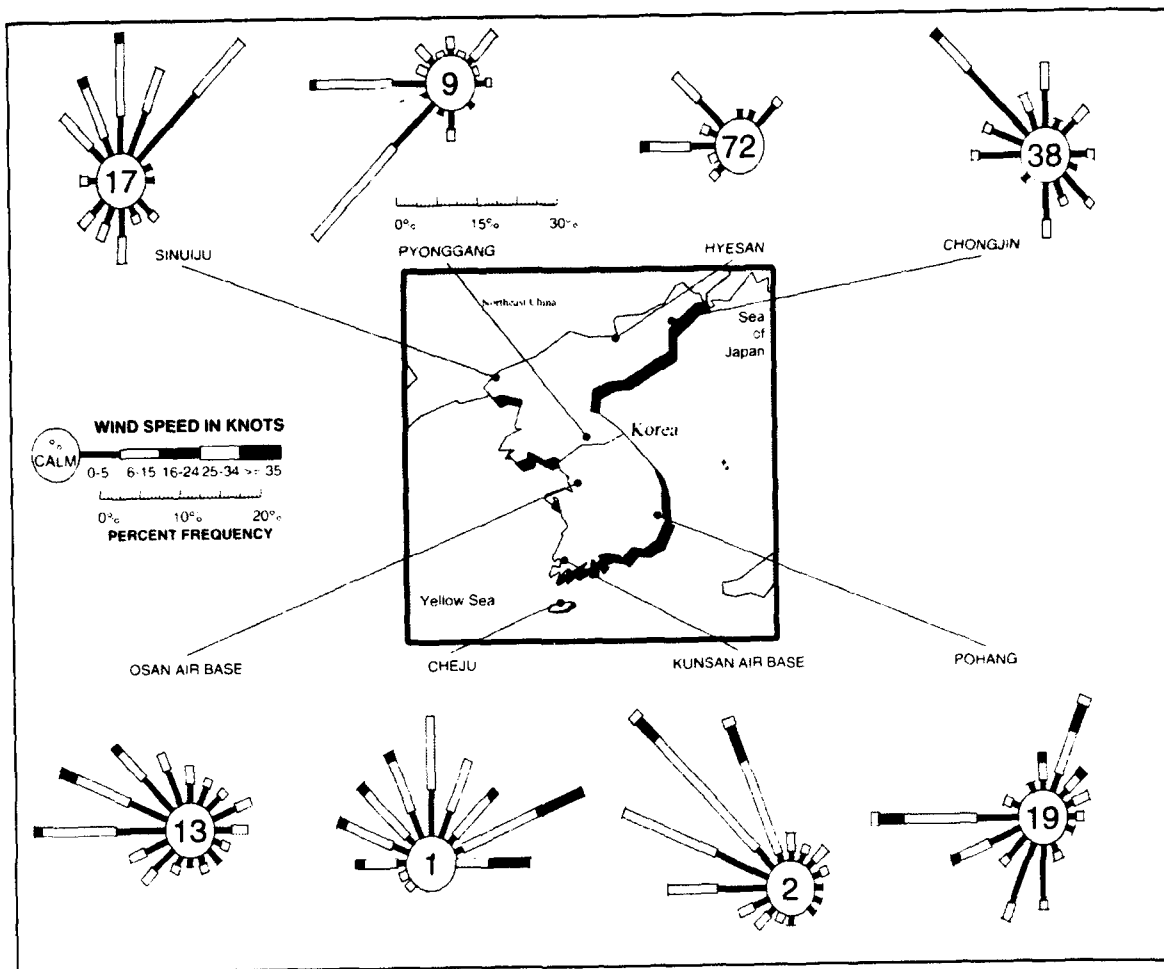 17
9
72
38
0% 15% 30%
SINUIJU
PYONGGANG
HYESAN
CHONGJIN
Northeast China
Sea
of
Japan
Korea
WIND SPEED IN KNOTS
%
CALM
0-5 6-15 16-24 25-34 >= 35
0% 10% 20%
PERCENT FREQUENCY
Yellow Sea
OSAN AIR BASE
CHEJU
KUNSAN AIR BASE
POHANG
13
1
2
19